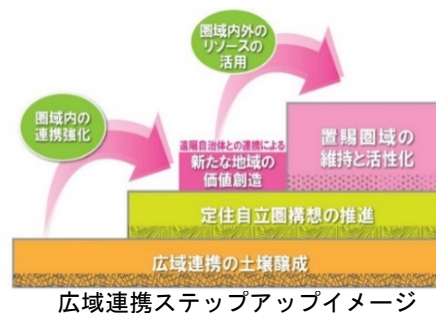 圏域内外の
リソースの
活用
圏域内の
連携強化
遠隔自治体との連携による
新たな地域の
価値創造
置賜圏域の
維持と活性化
定住自立圏構想の推進
広域連携の土壌醸成
広域連携ステップアップイメージ